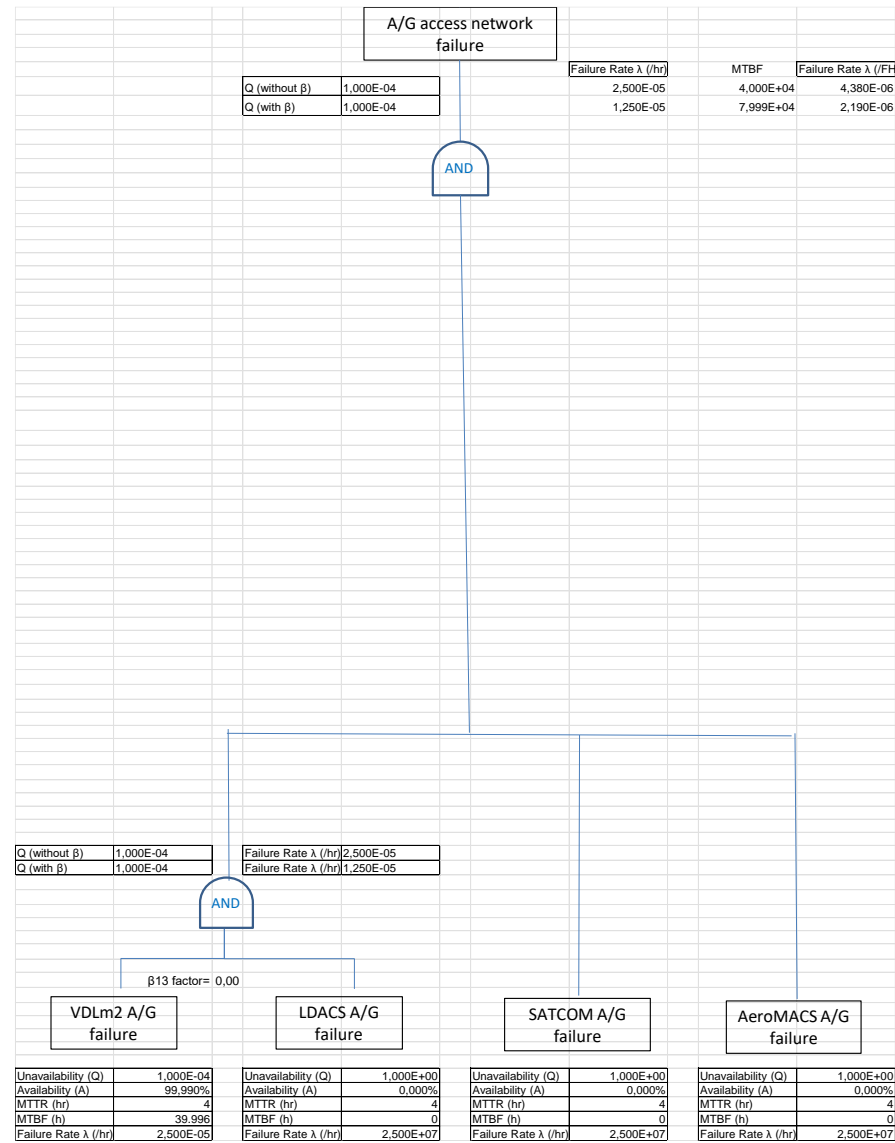 A/G access network
failure
Failure Rate λ (/hr) MTBF Failure Rate λ (/FH
Q (without β) 1,000E-04 2,500E-05 4,000E+04 4,380E-06
Q (with β) 1,000E-04 1,250E-05 7,999E+04 2,190E-06
AND
Q (without β) 1,000E-04 Failure Rate λ (/hr) 2,500E-05
Q (with β) 1,000E-04 Failure Rate λ (/hr) 1,250E-05
AND
β13 factor= 0,00
VDLm2 A/G
failure
LDACS A/G
failure
SATCOM A/G
failure
AeroMACS A/G
failure
Unavailability (Q) 1,000E-04 Unavailability (Q) 1,000E+00 Unavailability (Q) 1,000E+00 Unavailability (Q) 1,000E+00
Availability (A) 99,990% Availability (A) 0,000% Availability (A) 0,000% Availability (A) 0,000%
MTTR (hr) 4 MTTR (hr) 4 MTTR (hr) 4 MTTR (hr) 4
MTBF (h) 39.996 MTBF (h) 0 MTBF (h) 0 MTBF (h) 0
Failure Rate λ (/hr) 2,500E-05 Failure Rate λ (/hr) 2,500E+07 Failure Rate λ (/hr) 2,500E+07 Failure Rate λ (/hr) 2,500E+07